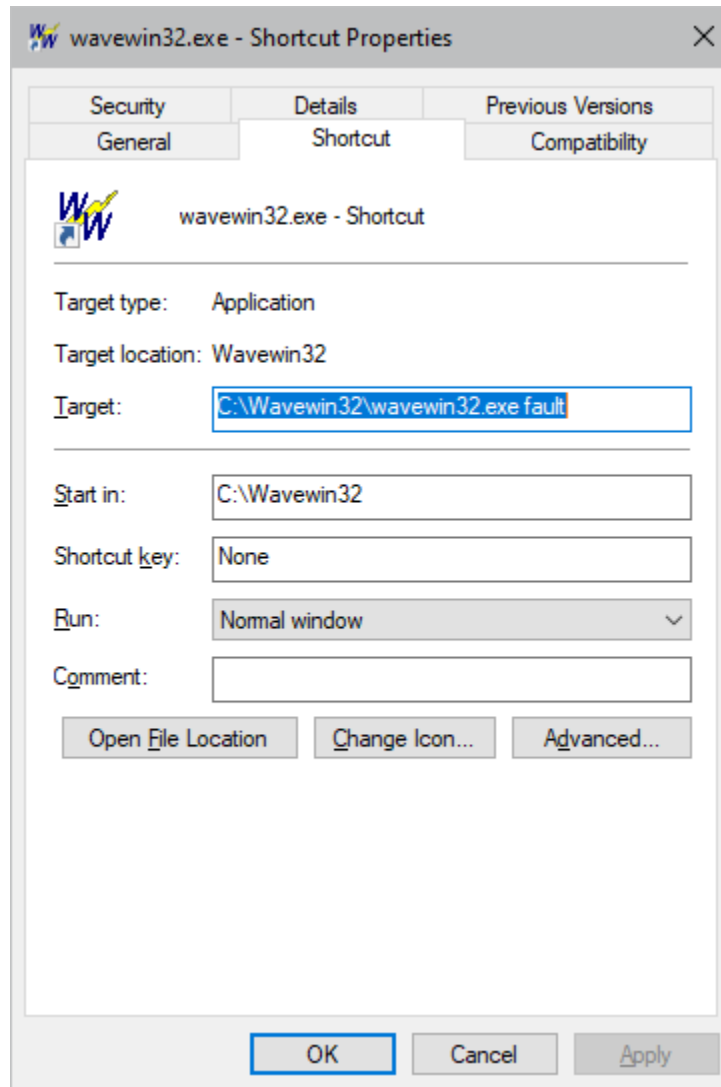 wavewin32.exe - Shortcut Properties
Security Details Previous Versions
General Shortcut Compatibility
WW wavewin32.exe - Shortcut
Target type: Application
Target location: Wavewin32
Target: C:\Wavewin32\wavewin32.exe fault
Start in: C:\Wavewin32
Shortcut key: None
Run: Normal window
Comment:
Open File Location Change Icon... Advanced...
OK Cancel Apply